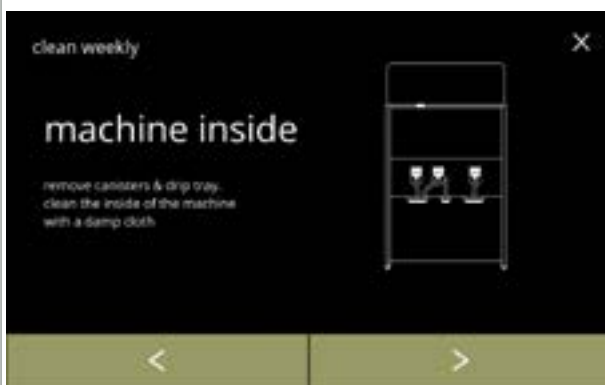 clean weekly
machine inside
remove canisters & drip tray,
clean the inside of the machine
with a damp cloth